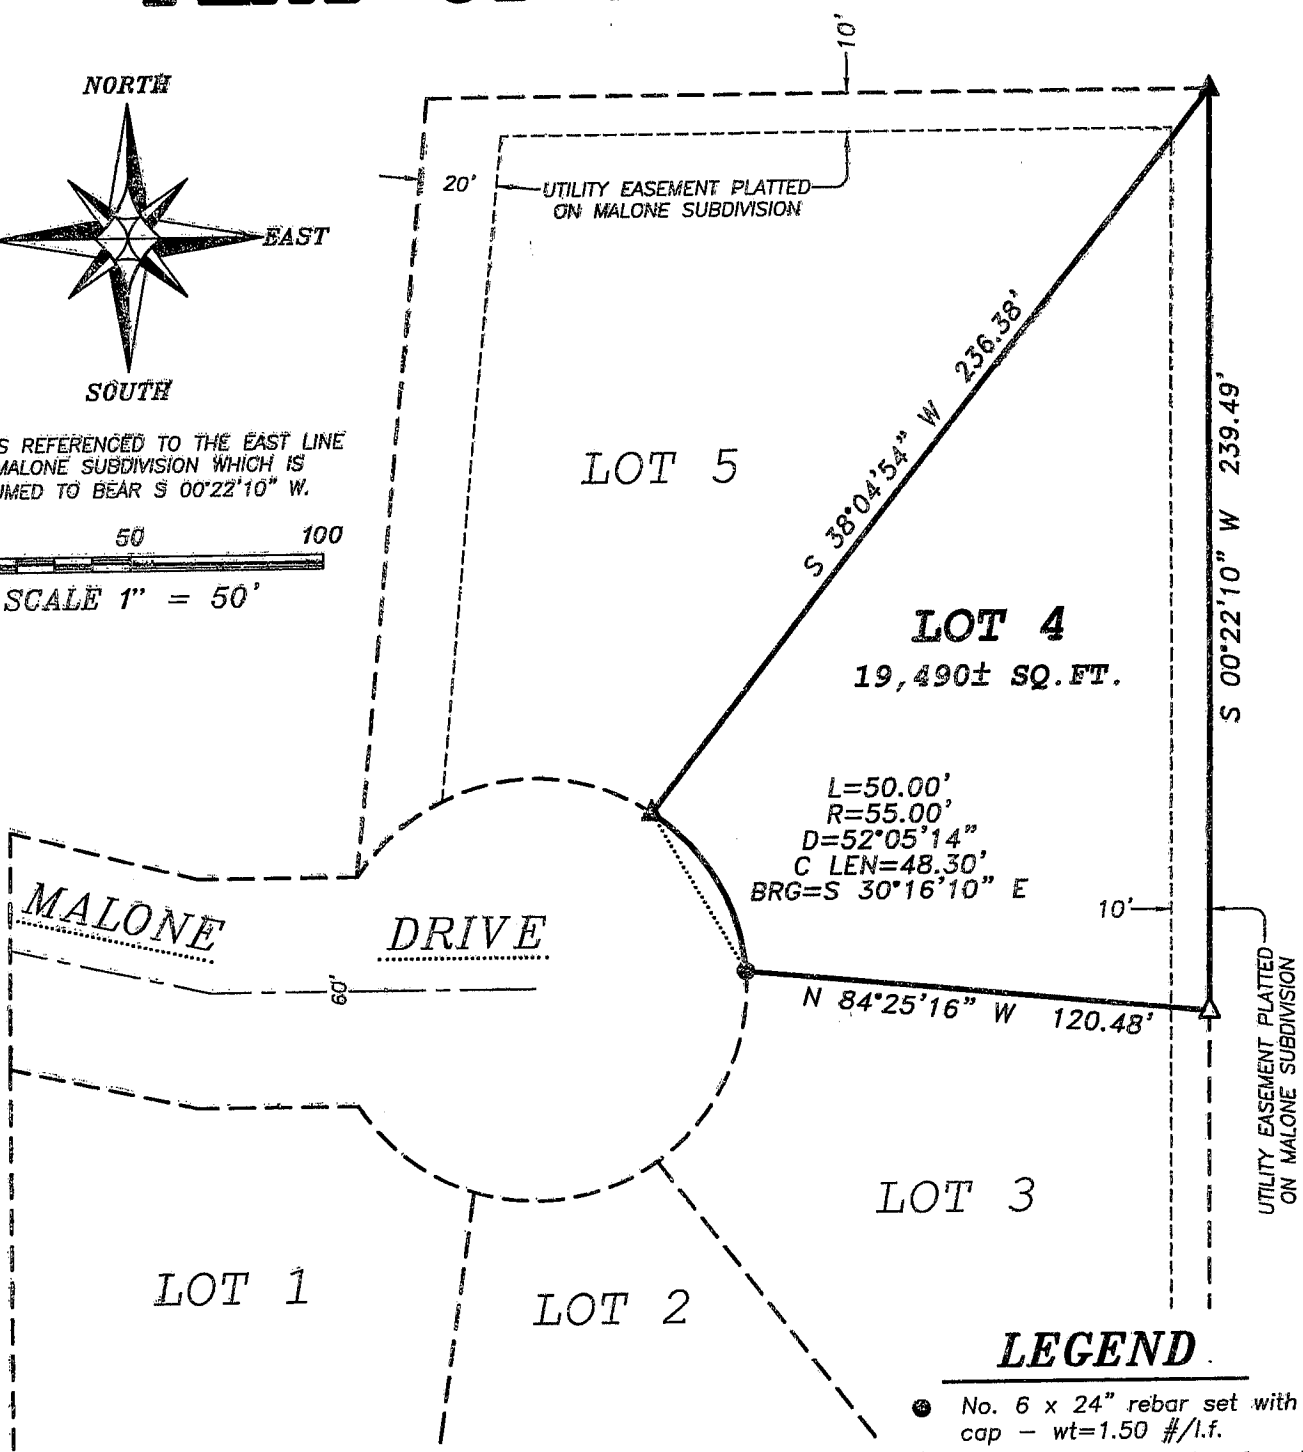 NORTH
10'
20'
UTILITY EASEMENT PLATTED
ON MALONE SUBDIVISION
EAST
SOUTH
S REFERENCED TO THE EAST LINE
MALONE SUBDIVISION WHICH IS
UMED TO BEAR S 00°22'10" W.
50 100
SCALE 1" = 50'
LOT 5
S 38°04'54" W 236.38'
S 00°22'10" W 239.49'
LOT 4
19,490± SQ.FT.
L=50.00'
R=55.00'
D=52°05'14"
C LEN=48.30'
BRG=S 30°16'10" E
10'
MALONE DRIVE
60'
N 84°25'16" W 120.48'
UTILITY EASEMENT PLATTED
ON MALONE SUBDIVISION
LOT 3
LOT 1
LOT 2
LEGEND
No. 6 x 24" rebar set with
cap – wt=1.50 #/l.f.